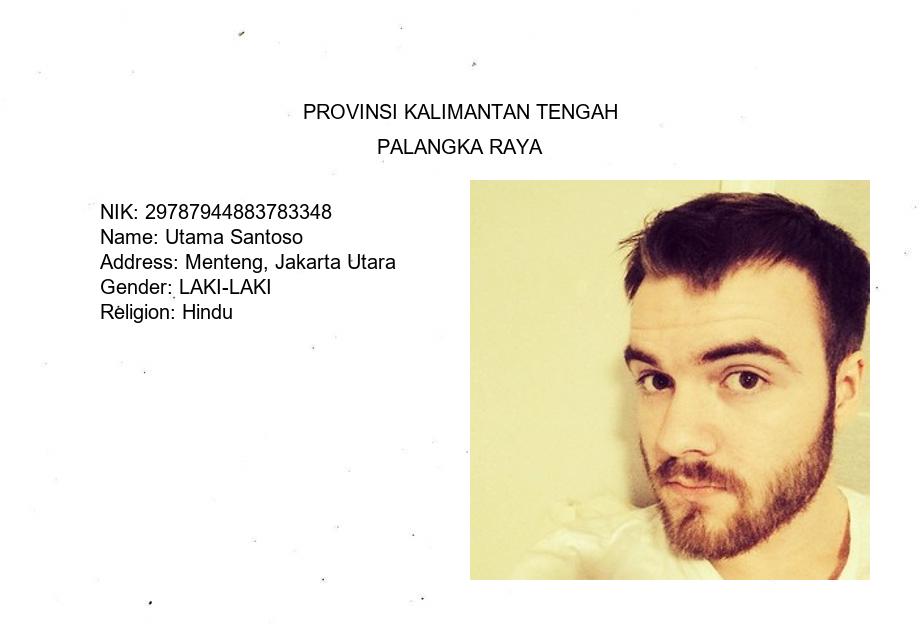 PROVINSI KALIMANTAN TENGAH
PALANGKA RAYA
NIK: 29787944883783348
Name: Utama Santoso
Address: Menteng, Jakarta Utara
Gender: LAKI-LAKI
Religion: Hindu